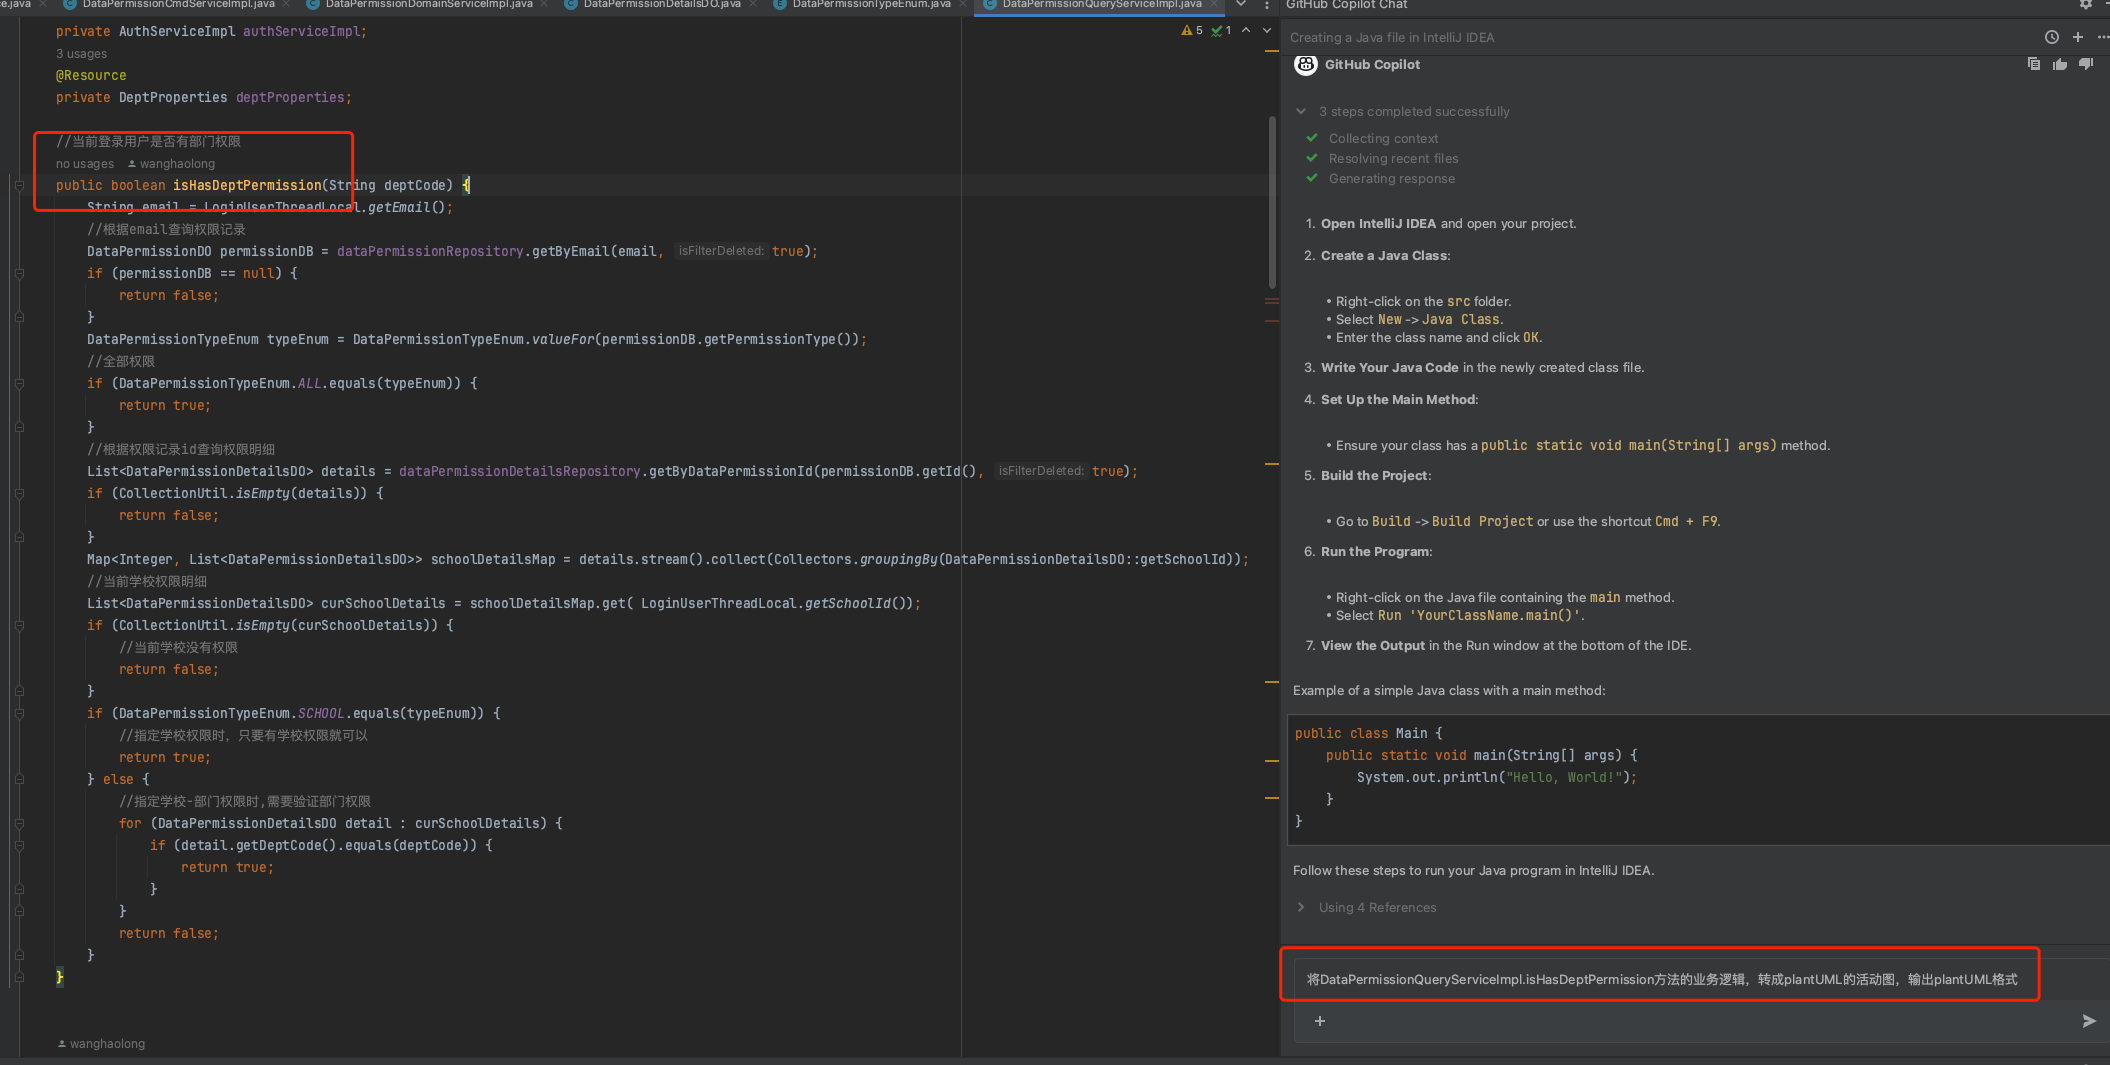 ce.java
DataPermissionCmdServiceImpl.java
DataPermissionDomainServiceImpl.java
DataPermissionDetailsDO.java
DataPermissionTypeEnum.java
DataPermissionQueryServiceImpl.java
private AuthServiceImpl authServiceImpl;
5
1
3 usages
@Resource
private DeptProperties deptProperties;
//当前登录用户是否有部门权限
no usages wanghaolong
public boolean isHasDeptPermission(String deptCode) {
String email = LoginUserThreadLocal.getEmail();
//根据email查询权限记录
DataPermissionDO permissionDB = dataPermissionRepository.getByEmail(email, isFilterDeleted: true);
if (permissionDB == null) {
return false;
}
DataPermissionTypeEnum typeEnum = DataPermissionTypeEnum.valueFor(permissionDB.getPermissionType());
//全部权限
if (DataPermissionTypeEnum.ALL.equals(typeEnum)) {
return true;
}
//根据权限记录id查询权限明细
List<DataPermissionDetailsDO> details = dataPermissionDetailsRepository.getByDataPermissionId(permissionDB.getId(), isFilterDeleted: true);
if (CollectionUtil.isEmpty(details)) {
return false;
}
Map<Integer, List<DataPermissionDetailsDO>> schoolDetailsMap = details.stream().collect(Collectors.groupingBy(DataPermissionDetailsDO::getSchoolId));
//当前学校权限明细
List<DataPermissionDetailsDO> curSchoolDetails = schoolDetailsMap.get( LoginUserThreadLocal.getSchoolId());
if (CollectionUtil.isEmpty(curSchoolDetails)) {
//当前学校没有权限
return false;
}
if (DataPermissionTypeEnum.SCHOOL.equals(typeEnum)) {
//指定学校权限时，只要有学校权限就可以
return true;
} else {
//指定学校-部门权限时,需要验证部门权限
for (DataPermissionDetailsDO detail : curSchoolDetails) {
if (detail.getDeptCode().equals(deptCode)) {
return true;
}
}
return false;
}
}
wanghaolong
GitHub Copilot Chat
Creating a Java file in IntelliJ IDEA
GitHub Copilot
3 steps completed successfully
Collecting context
Resolving recent files
Generating response
1. Open IntelliJ IDEA and open your project.
2. Create a Java Class:
• Right-click on the src folder.
• Select New -> Java Class.
• Enter the class name and click OK.
3. Write Your Java Code in the newly created class file.
4. Set Up the Main Method:
• Ensure your class has a public static void main(String[] args) method.
5. Build the Project:
• Go to Build -> Build Project or use the shortcut Cmd + F9.
6. Run the Program:
• Right-click on the Java file containing the main method.
• Select Run 'YourClassName.main()'.
7. View the Output in the Run window at the bottom of the IDE.
Example of a simple Java class with a main method:
public class Main {
public static void main(String[] args) {
System.out.println("Hello, World!");
}
}
Follow these steps to run your Java program in IntelliJ IDEA.
Using 4 References
将DataPermissionQueryServiceImpl.isHasDeptPermission方法的业务逻辑，转成plantUML的活动图，输出plantUML格式